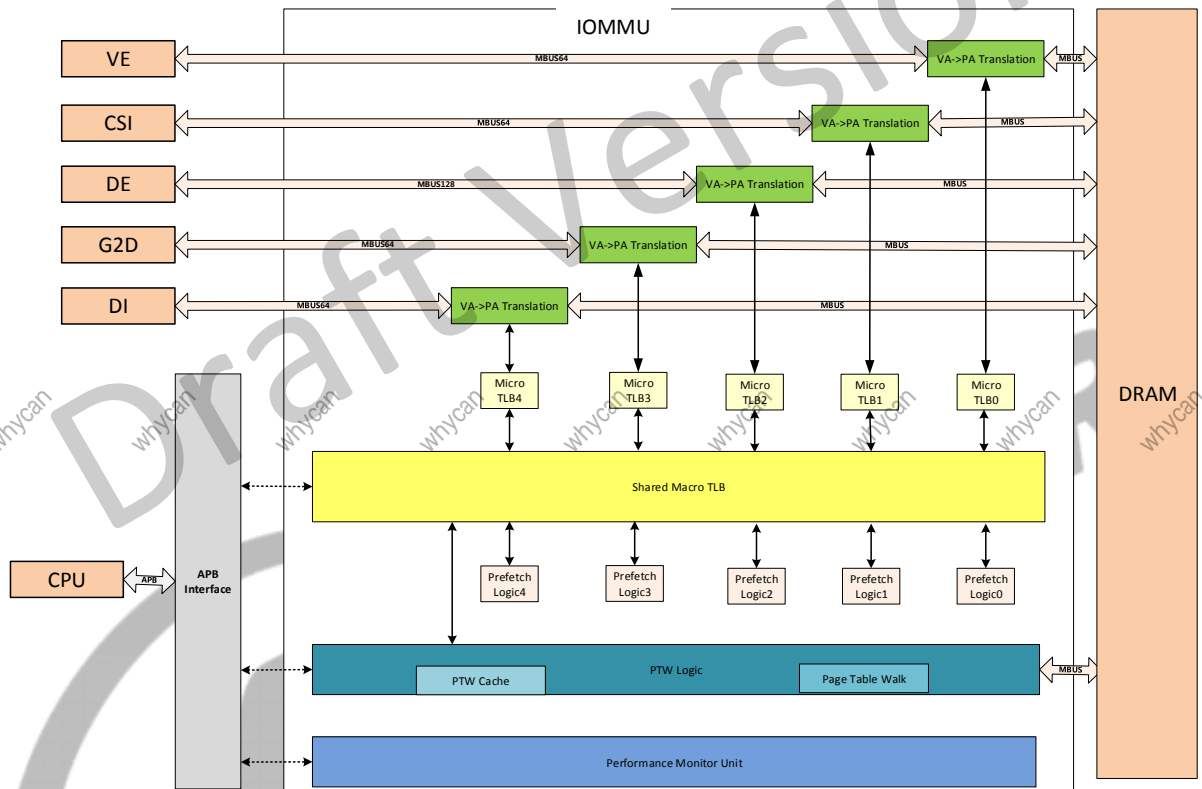 IOMMU
VE
MBUS64
VA->PA Translation
MBUS
CSI
MBUS64
VA->PA Translation
MBUS
DE
MBUS128
VA->PA Translation
MBUS
G2D
MBUS64
VA->PA Translation
MBUS
DI
MBUS64
VA->PA Translation
MBUS
Draft Version
Micro
TLB4
Micro
TLB3
Micro
TLB2
Micro
TLB1
Micro
TLB0
DRAM
whycan
whycan
whycan
whycan
whycan
whycan
whycan
whycan
whycan
Shared Macro TLB
CPU
APB
APB
Interface
Prefetch
Logic4
Prefetch
Logic3
Prefetch
Logic2
Prefetch
Logic1
Prefetch
Logic0
PTW Logic
PTW Cache
Page Table Walk
MBUS
Performance Monitor Unit